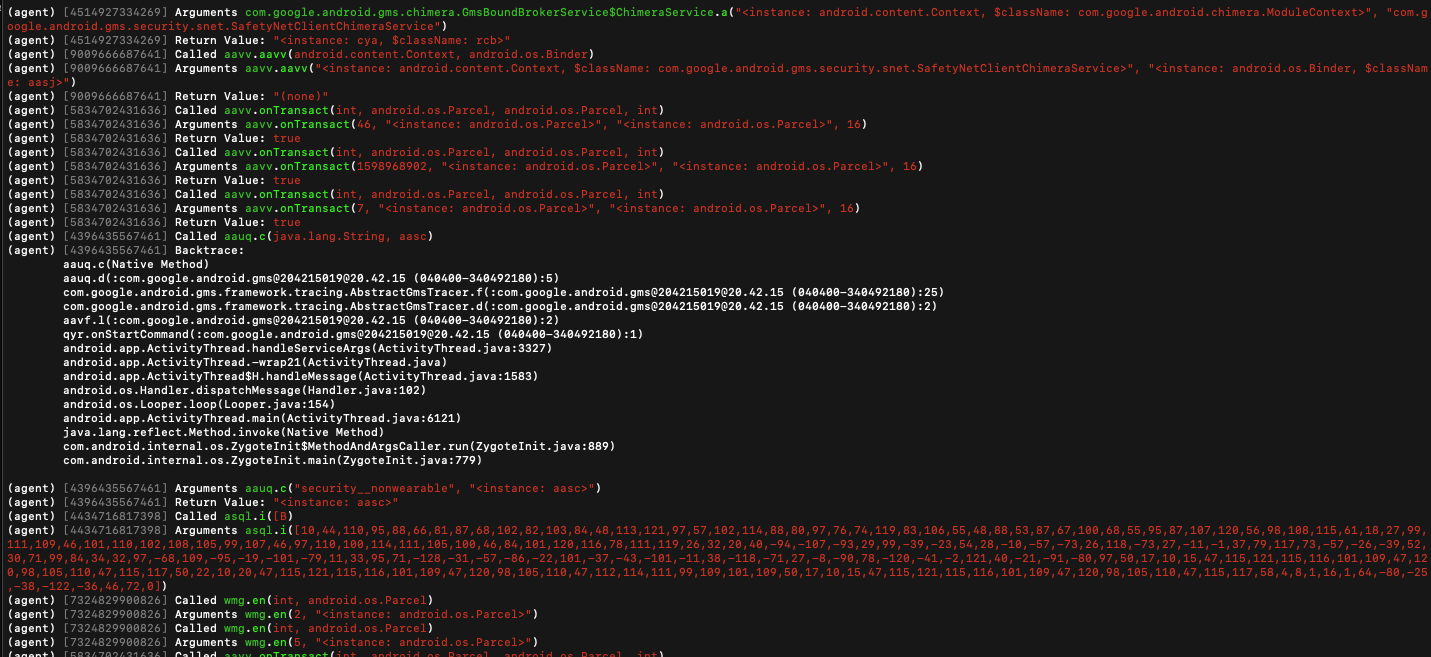 (agent) [4514927334269] Arguments com.google.android.gms.chimera.GmsBoundBrokerService$ChimeraService.a("<instance: android.content.Context, $className: com.google.android.chimera.ModuleContext>", "com.g
oogle.android.gms.security.snet.SafetyNetClientChimeraService")
(agent) [4514927334269] Return Value: "<instance: cya, $className: rcb>"
(agent) [9009666687641] Called aavv.aavv(android.content.Context, android.os.Binder)
(agent) [9009666687641] Arguments aavv.aavv("<instance: android.content.Context, $className: com.google.android.gms.security.snet.SafetyNetClientChimeraService>", "<instance: android.os.Binder, $classNam
e: aasj>")
(agent) [9009666687641] Return Value: "(none)"
(agent) [5834702431636] Called aavv.onTransact(int, android.os.Parcel, android.os.Parcel, int)
(agent) [5834702431636] Arguments aavv.onTransact(46, "<instance: android.os.Parcel>", "<instance: android.os.Parcel>", 16)
(agent) [5834702431636] Return Value: true
(agent) [5834702431636] Called aavv.onTransact(int, android.os.Parcel, android.os.Parcel, int)
(agent) [5834702431636] Arguments aavv.onTransact(1598968902, "<instance: android.os.Parcel>", "<instance: android.os.Parcel>", 16)
(agent) [5834702431636] Return Value: true
(agent) [5834702431636] Called aavv.onTransact(int, android.os.Parcel, android.os.Parcel, int)
(agent) [5834702431636] Arguments aavv.onTransact(7, "<instance: android.os.Parcel>", "<instance: android.os.Parcel>", 16)
(agent) [5834702431636] Return Value: true
(agent) [4396435567461] Called aauq.c(java.lang.String, aasc)
(agent) [4396435567461] Backtrace:
aauq.c(Native Method)
aauq.d(:com.google.android.gms@204215019@20.42.15 (040400-340492180):5)
com.google.android.gms.framework.tracing.AbstractGmsTracer.f(:com.google.android.gms@204215019@20.42.15 (040400-340492180):25)
com.google.android.gms.framework.tracing.AbstractGmsTracer.d(:com.google.android.gms@204215019@20.42.15 (040400-340492180):2)
aavf.l(:com.google.android.gms@204215019@20.42.15 (040400-340492180):2)
qyr.onStartCommand(:com.google.android.gms@204215019@20.42.15 (040400-340492180):1)
android.app.ActivityThread.handleServiceArgs(ActivityThread.java:3327)
android.app.ActivityThread.-wrap21(ActivityThread.java)
android.app.ActivityThread$H.handleMessage(ActivityThread.java:1583)
android.os.Handler.dispatchMessage(Handler.java:102)
android.os.Looper.loop(Looper.java:154)
android.app.ActivityThread.main(ActivityThread.java:6121)
java.lang.reflect.Method.invoke(Native Method)
com.android.internal.os.ZygoteInit$MethodAndArgsCaller.run(ZygoteInit.java:889)
com.android.internal.os.ZygoteInit.main(ZygoteInit.java:779)
(agent) [4396435567461] Arguments aauq.c("security__nonwearable", "<instance: aasc>")
(agent) [4396435567461] Return Value: "<instance: aasc>"
(agent) [4434716817398] Called asql.i([B)
(agent) [4434716817398] Arguments asql.i([10,44,110,95,88,66,81,87,68,102,82,103,84,48,113,121,97,57,102,114,88,80,97,76,74,119,83,106,55,48,88,53,87,67,100,68,55,95,87,107,120,56,98,108,115,61,18,27,99,
111,109,46,101,110,102,108,105,99,107,46,97,110,100,114,111,105,100,46,84,101,120,116,78,111,119,26,32,20,40,-94,-107,-93,29,99,-39,-23,54,28,-10,-57,-73,26,118,-73,27,-11,-1,37,79,117,73,-57,-26,-39,52,
30,71,99,84,34,32,97,-68,109,-95,-19,-101,-79,11,33,95,71,-128,-31,-57,-86,-22,101,-37,-43,-101,-11,38,-118,-71,27,-8,-90,78,-120,-41,-2,121,40,-21,-91,-80,97,50,17,10,15,47,115,121,115,116,101,109,47,12
0,98,105,110,47,115,117,50,22,10,20,47,115,121,115,116,101,109,47,120,98,105,110,47,112,114,111,99,109,101,109,50,17,10,15,47,115,121,115,116,101,109,47,120,98,105,110,47,115,117,58,4,8,1,16,1,64,-80,-25
,-38,-122,-36,46,72,0])
(agent) [7324829900826] Called wmg.en(int, android.os.Parcel)
(agent) [7324829900826] Arguments wmg.en(2, "<instance: android.os.Parcel>")
(agent) [7324829900826] Called wmg.en(int, android.os.Parcel)
(agent) [7324829900826] Arguments wmg.en(5, "<instance: android.os.Parcel>")
(agent) [5834702431636] Called aavv.onTransact(int, android.os.Parcel, android.os.Parcel, int)